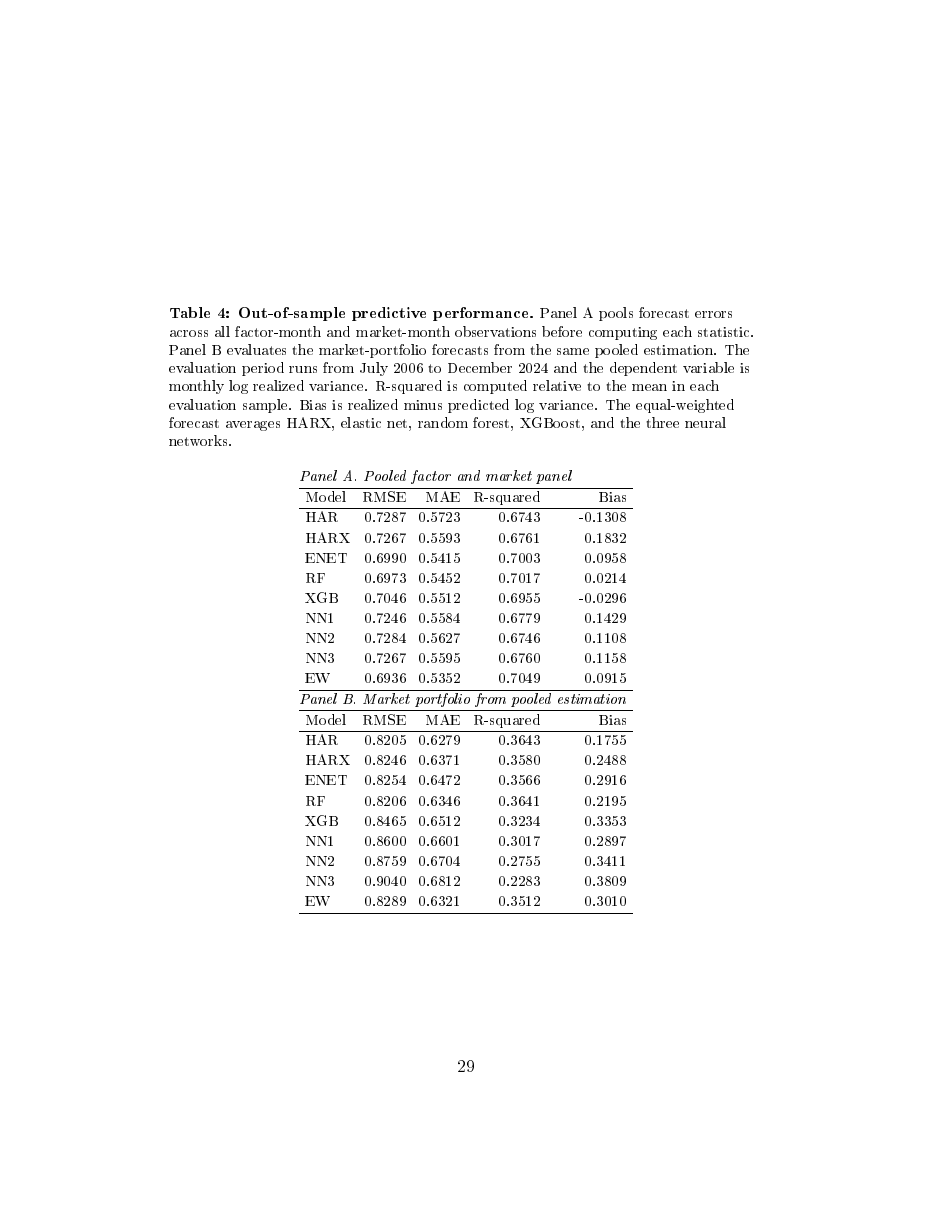 Table 4: Out-of-sample predictive performance. Panel A pools forecast errors
across all factor-month and market-month observations before computing each statistic.
Panel B evaluates the market-portfolio forecasts from the same pooled estimation. The
evaluation period runs from July 2006 to December 2024 and the dependent variable is
monthly log realized variance. R-squared is computed relative to the mean in each
evaluation sample. Bias is realized minus predicted log variance. The equal-weighted
forecast averages HARX, elastic net, random forest, XGBoost, and the three neural
networks.
Panel A. Pooled factor and market panel
Model RMSE MAE R-squared Bias
HAR 0.7287 0.5723 0.6743 -0.1308
HARX 0.7267 0.5593 0.6761 0.1832
ENET 0.6990 0.5415 0.7003 0.0958
RF 0.6973 0.5452 0.7017 0.0214
XGB 0.7046 0.5512 0.6955 -0.0296
NN1 0.7246 0.5584 0.6779 0.1429
NN2 0.7284 0.5627 0.6746 0.1108
NN3 0.7267 0.5595 0.6760 0.1158
EW 0.6936 0.5352 0.7049 0.0915
Panel B. Market portfolio from pooled estimation
Model RMSE MAE R-squared Bias
HAR 0.8205 0.6279 0.3643 0.1755
HARX 0.8246 0.6371 0.3580 0.2488
ENET 0.8254 0.6472 0.3566 0.2916
RF 0.8206 0.6346 0.3641 0.2195
XGB 0.8465 0.6512 0.3234 0.3353
NN1 0.8600 0.6601 0.3017 0.2897
NN2 0.8759 0.6704 0.2755 0.3411
NN3 0.9040 0.6812 0.2283 0.3809
EW 0.8289 0.6321 0.3512 0.3010
29